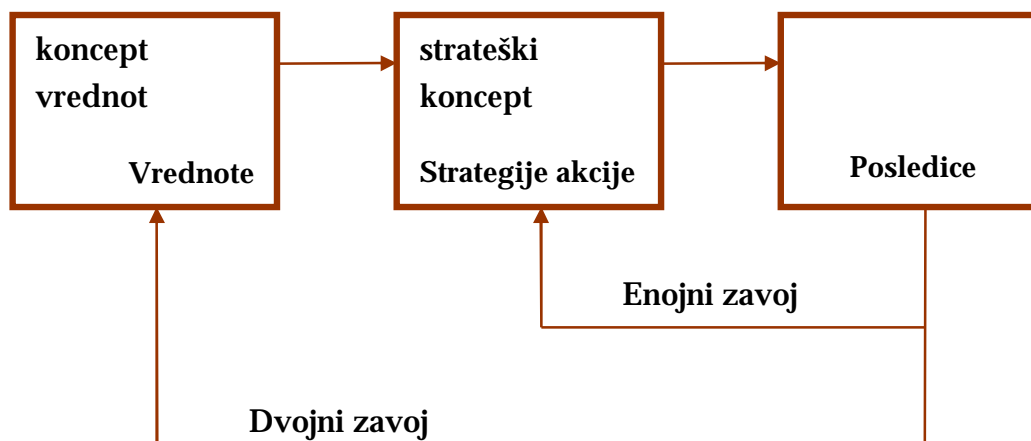 koncept
vrednot
Vrednote
strateški
koncept
Strategije akcije
Posledice
Enojni zavoj
Dvojni zavoj